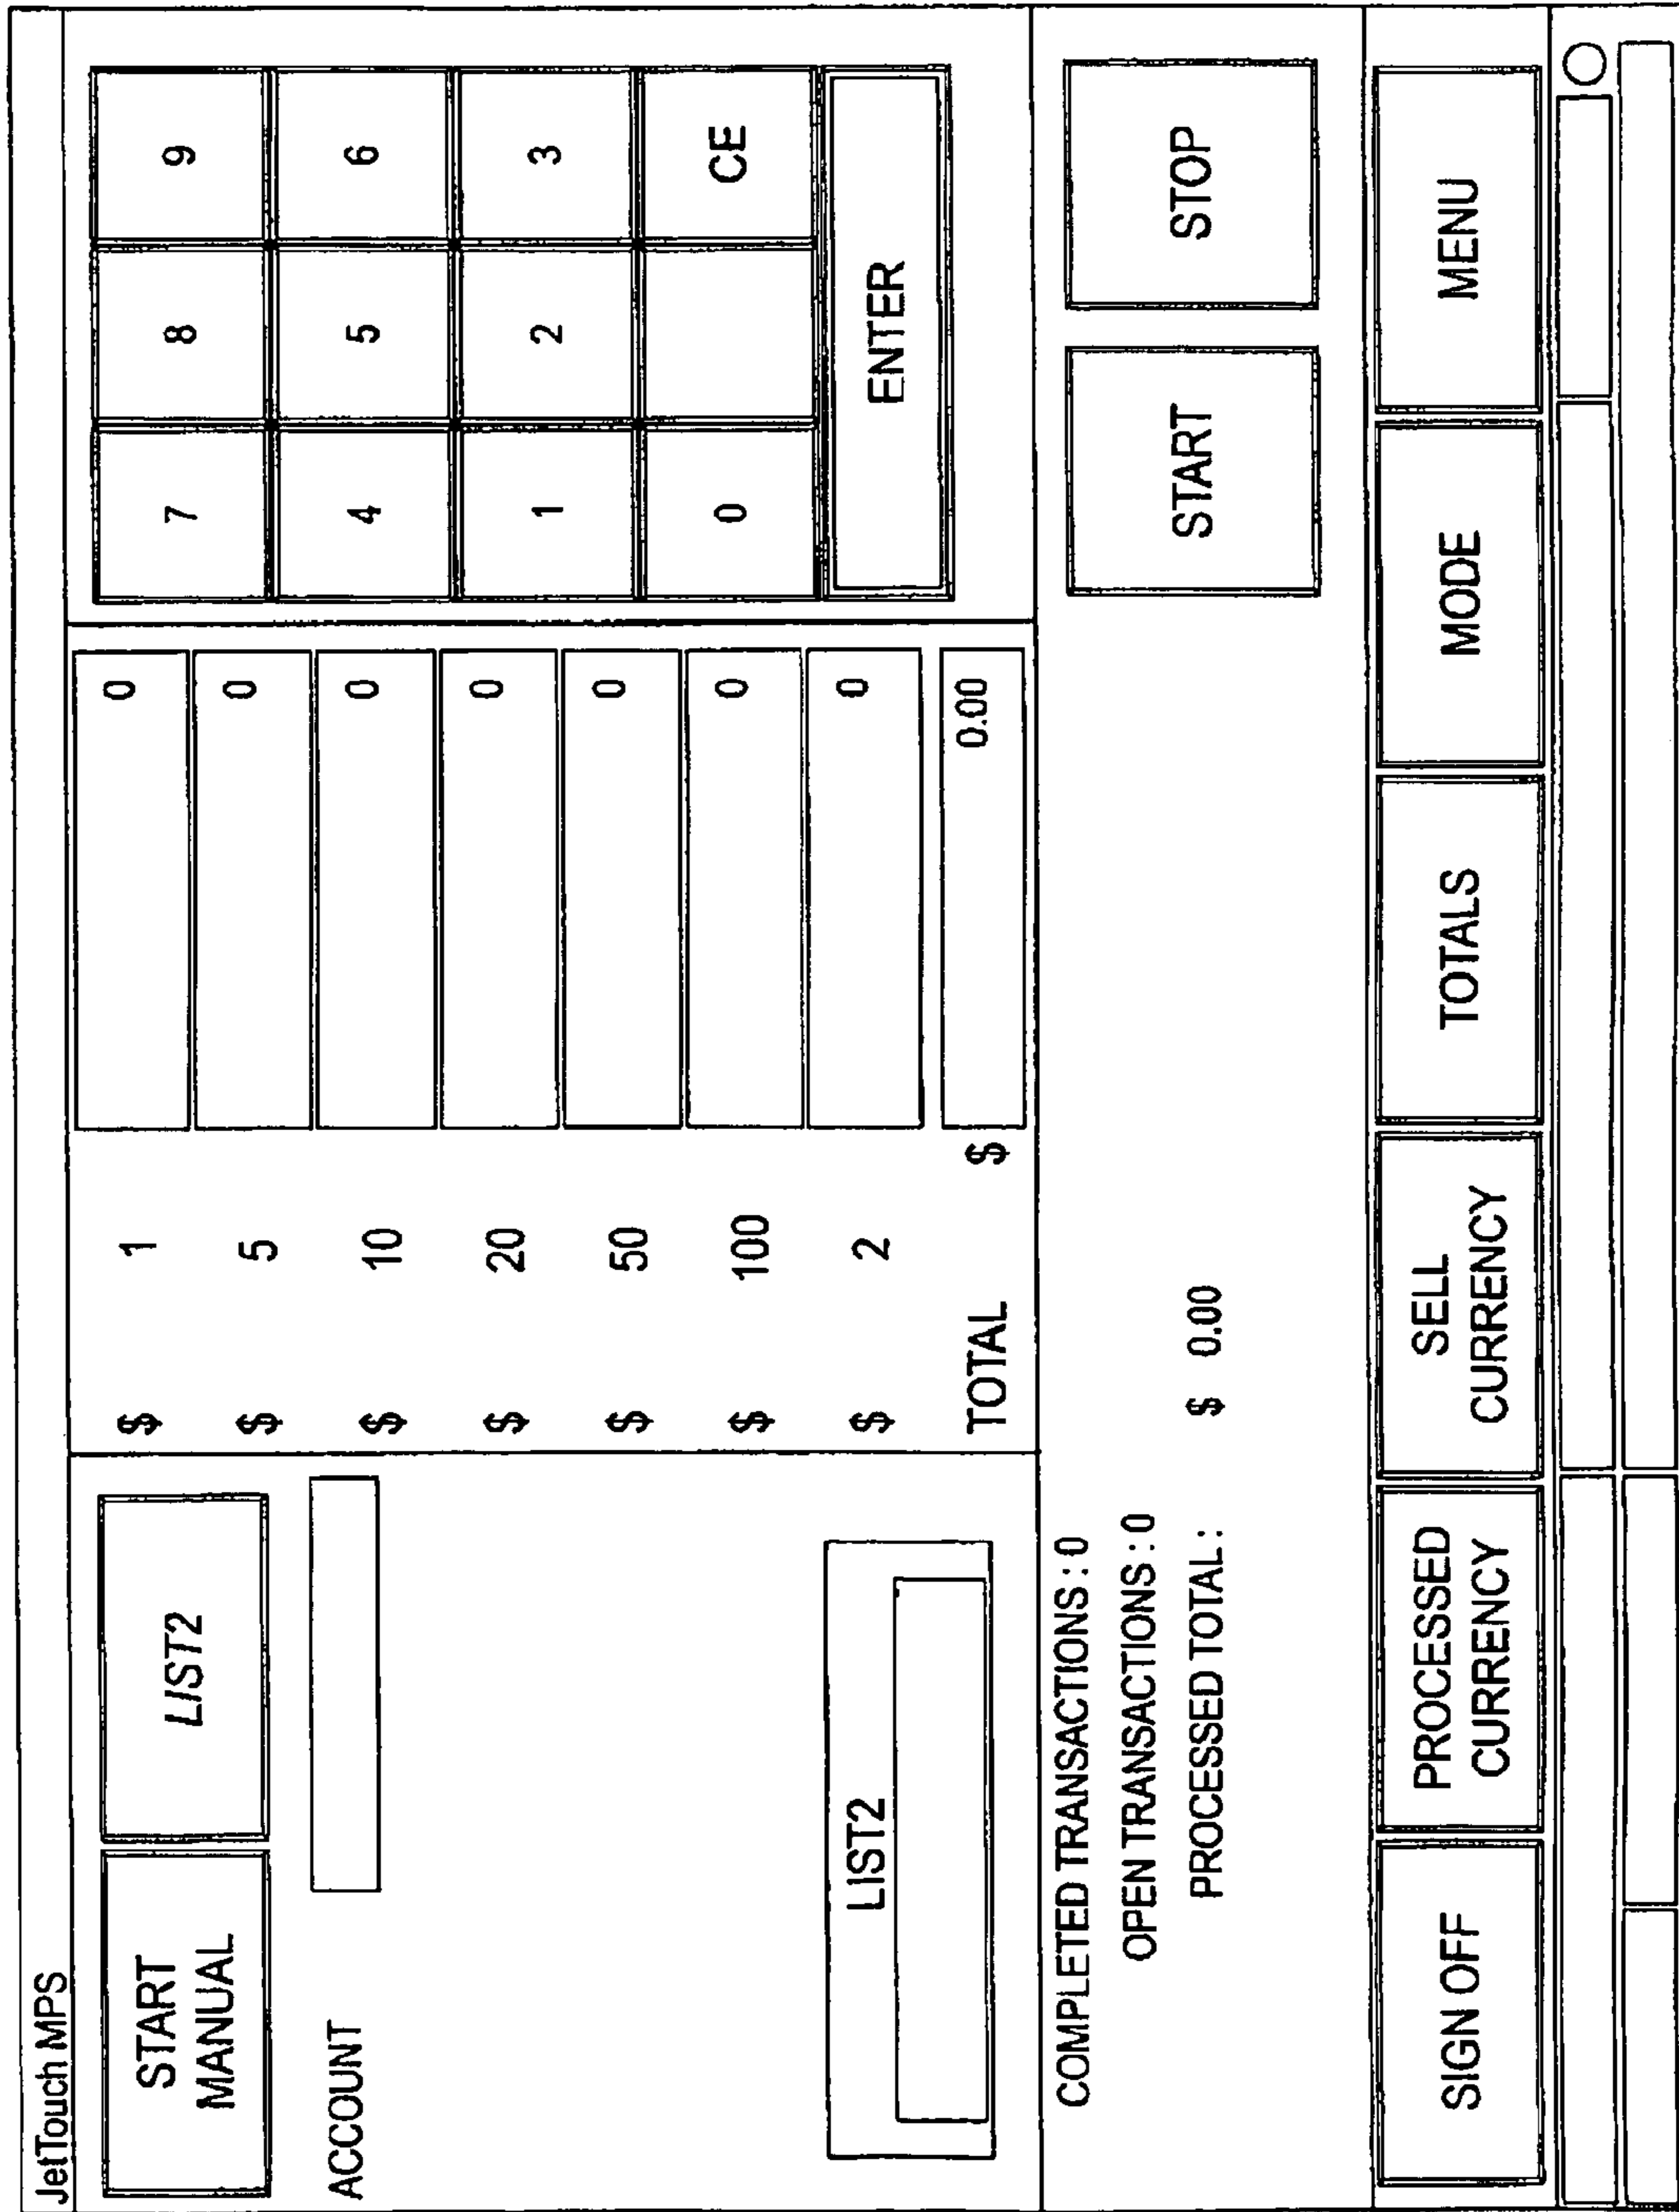 JetTouch MPS
START
MANUAL
LIST2
ACCOUNT
LIST2
$ 1 0
$ 5 0
$ 10 0
$ 20 0
$ 50 0
$ 100 0
$ 2 0
TOTAL $ 0.00
7 8 9
4 5 6
1 2 3
0 CE
ENTER
COMPLETED TRANSACTIONS : 0
OPEN TRANSACTIONS : 0
PROCESSED TOTAL : $ 0.00
START
STOP
SIGN OFF
PROCESSED
CURRENCY
SELL
CURRENCY
TOTALS
MODE
MENU